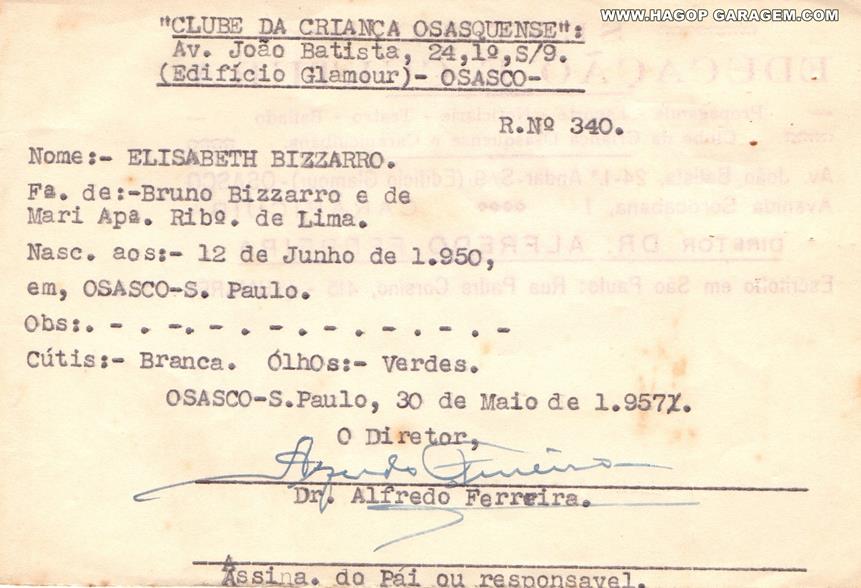 WWW.HAGOP GARAGEM.COM
"CLUBE DA CRIANÇA OSASQUENSE":
Av. João Batista, 24,1º,S/9.
(Edifício Glamour)- OSASCO-
R.Nº 340.
Nome:- ELISABETH BIZZARRO.
Fª. de:-Bruno Bizzarro e de
Mari Apª. Ribº. de Lima.
Nasc. aos:- 12 de Junho de 1.950,
em, OSASCO-S. Paulo.
Obs:. - . -. - . - . - . - . - . -
Cútis:- Branca. ÓlhOs:- Verdes.
OSASCO-S.Paulo, 30 de Maio de 1.957.
O Diretor,
Alfredo Ferreira
Dr. Alfredo Ferreira.
Assina. do Pái ou responsavel.